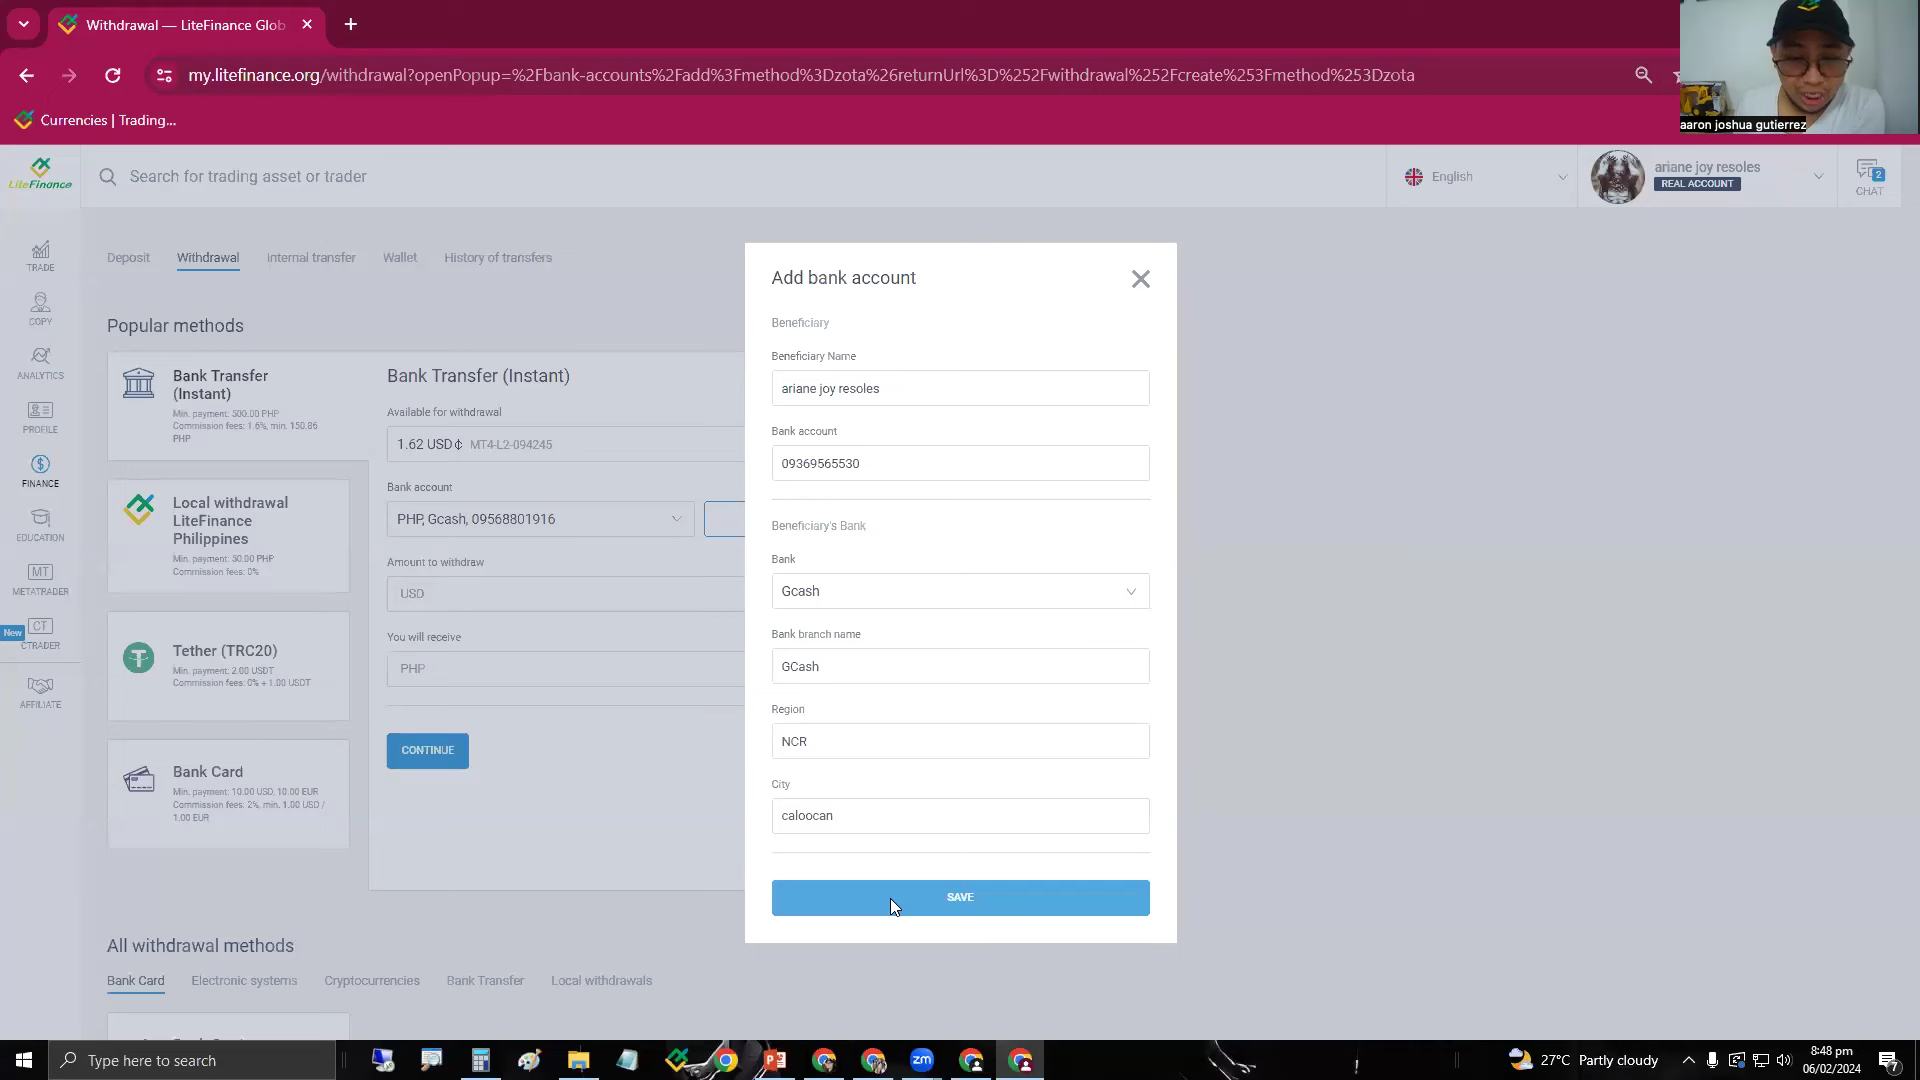 Withdrawal — LiteFinance Glob
my.litefinance.org/withdrawal?openPopup=%2Fbank-accounts%2Fadd%3Fmethod%3Dzota%26returnUrl%3D%252Fwithdrawal%252Fcreate%253Fmethod%253Dzota
Currencies | Trading...
aaron joshua gutierrez
LiteFinance
Search for trading asset or trader
English
ariane joy resoles
REAL ACCOUNT
2
CHAT
TRADE
COPY
ANALYTICS
PROFILE
FINANCE
EDUCATION
MT
METATRADER
New
CT
CTRADER
AFFILIATE
Deposit
Withdrawal
Internal transfer
Wallet
History of transfers
Popular methods
Bank Transfer
(Instant)
Min. payment: 500.00 PHP
Commission fees: 1.6%, min. 150.86
PHP
Local withdrawal
LiteFinance
Philippines
Min. payment: 50.00 PHP
Commission fees: 0%
Tether (TRC20)
Min. payment: 2.00 USDT
Commission fees: 0% + 1.00 USDT
Bank Card
Min. payment: 10.00 USD, 10.00 EUR
Commission fees: 2%, min. 1.00 USD /
1.00 EUR
Bank Transfer (Instant)
Available for withdrawal
1.62 USD¢ MT4-L2-094245
Bank account
PHP, Gcash, 09568801916
Amount to withdraw
USD
You will receive
PHP
CONTINUE
Add bank account
Beneficiary
Beneficiary Name
ariane joy resoles
Bank account
09369565530
Beneficiary's Bank
Bank
Gcash
Bank branch name
GCash
Region
NCR
City
caloocan
SAVE
All withdrawal methods
Bank Card
Electronic systems
Cryptocurrencies
Bank Transfer
Local withdrawals
Type here to search
zm
27°C Partly cloudy
8:48 pm
06/02/2024
7